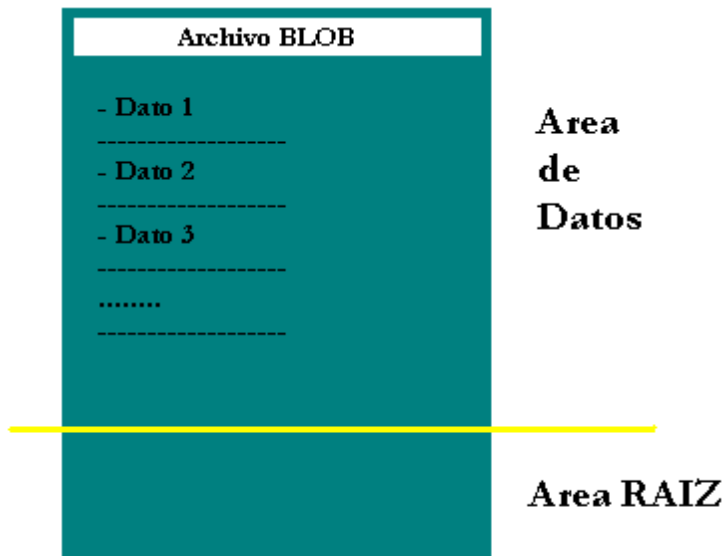 Archivo BLOB
- Dato 1
-------------------
- Dato 2
-------------------
- Dato 3
-------------------
........
-------------------
Area
de
Datos
Area RAIZ